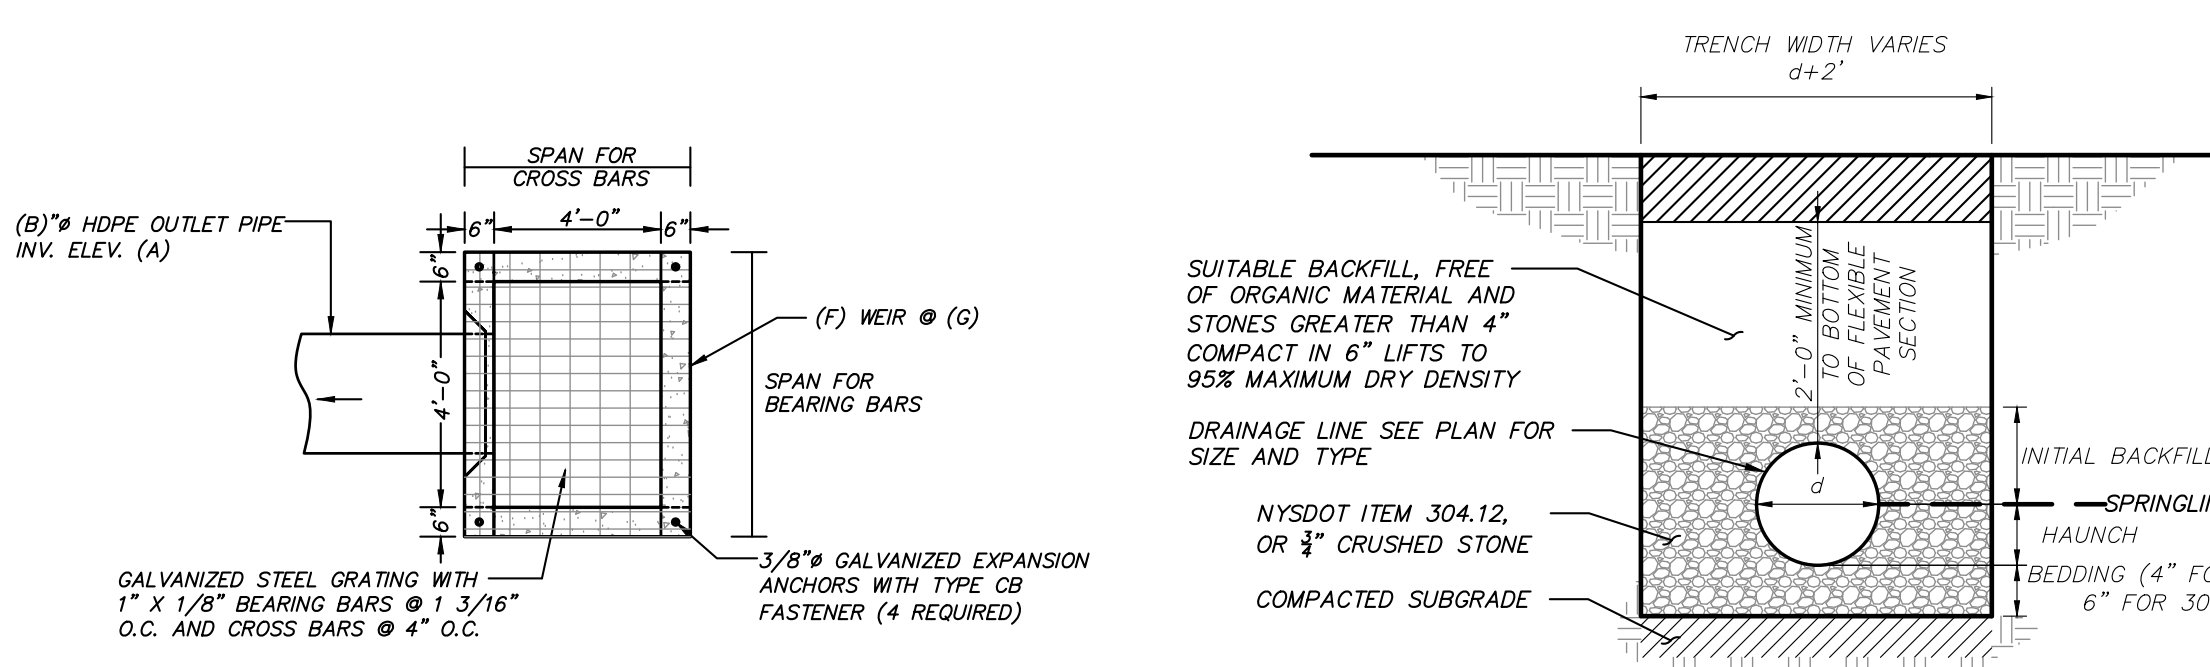 SPAN FOR
CROSS BARS
6" 4'-0" 6"
(B)"ø HDPE OUTLET PIPE
INV. ELEV. (A)
6"
4'-0"
6"
(F) WEIR @ (G)
SPAN FOR
BEARING BARS
GALVANIZED STEEL GRATING WITH
1" X 1/8" BEARING BARS @ 1 3/16"
O.C. AND CROSS BARS @ 4" O.C.
3/8"ø GALVANIZED EXPANSION
ANCHORS WITH TYPE CB
FASTENER (4 REQUIRED)
TRENCH WIDTH VARIES
d+2'
SUITABLE BACKFILL, FREE
OF ORGANIC MATERIAL AND
STONES GREATER THAN 4"
COMPACT IN 6" LIFTS TO
95% MAXIMUM DRY DENSITY
2'-0" MINIMUM
TO BOTTOM
OF FLEXIBLE
PAVEMENT
SECTION
DRAINAGE LINE SEE PLAN FOR
SIZE AND TYPE
d
NYSDOT ITEM 304.12,
OR 3/4" CRUSHED STONE
COMPACTED SUBGRADE
INITIAL BACKFILL
HAUNCH
BEDDING (4"
6" FOR